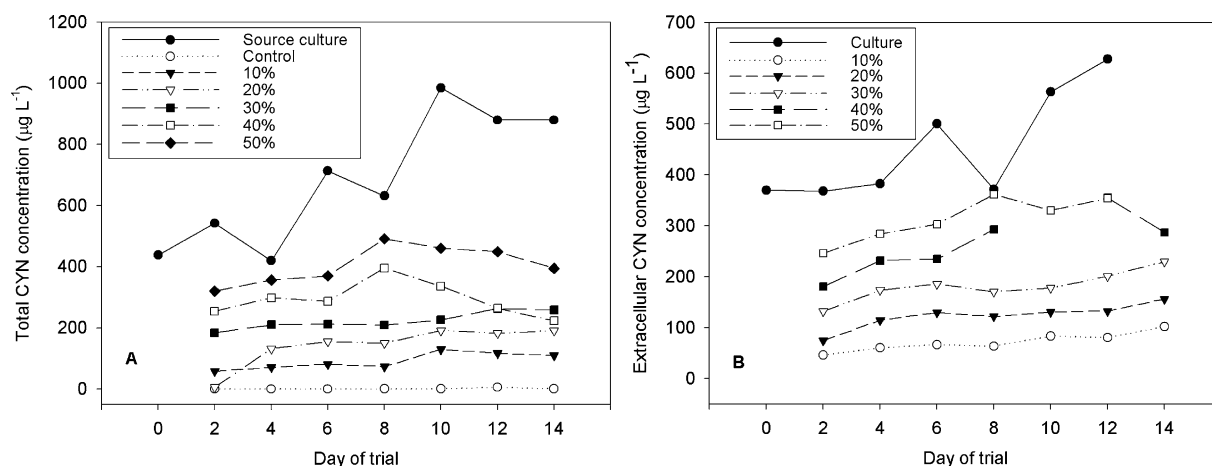 Total CYN concentration (µg L⁻¹)
1200
1000
800
600
400
200
0
Source culture
Control
10%
20%
30%
40%
50%
A
0 2 4 6 8 10 12 14
Day of trial
Extracellular CYN concentration (µg L⁻¹)
700
600
500
400
300
200
100
0
Culture
10%
20%
30%
40%
50%
B
0 2 4 6 8 10 12 14
Day of trial